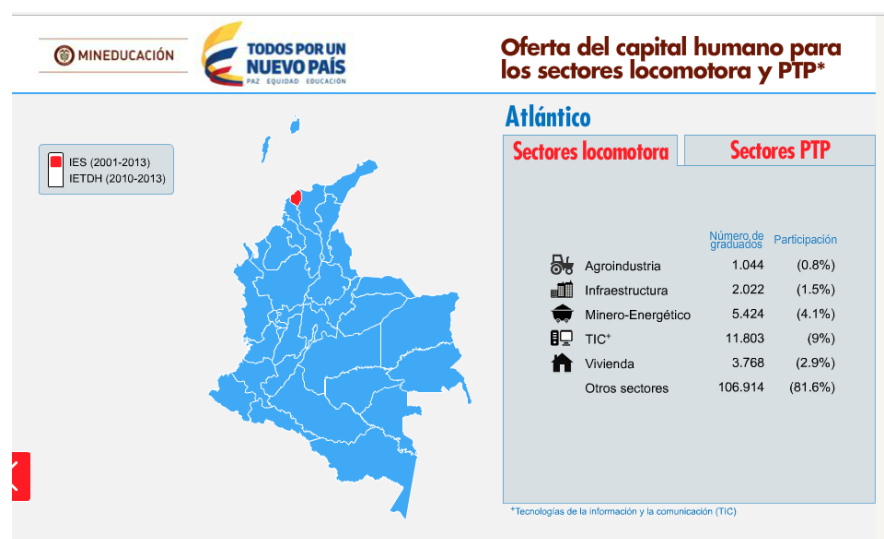 MINEDUCACIÓN
TODOS POR UN
NUEVO PAÍS
PAZ EQUIDAD EDUCACIÓN
Oferta del capital humano para
los sectores locomotora y PTP*
Atlántico
Sectores locomotora
Sectores PTP
IES (2001-2013)
IETDH (2010-2013)
Número de
graduados
Participación
Agroindustria 1.044 (0.8%)
Infraestructura 2.022 (1.5%)
Minero-Energético 5.424 (4.1%)
TIC+ 11.803 (9%)
Vivienda 3.768 (2.9%)
Otros sectores 106.914 (81.6%)
+Tecnologías de la información y la comunicación (TIC)